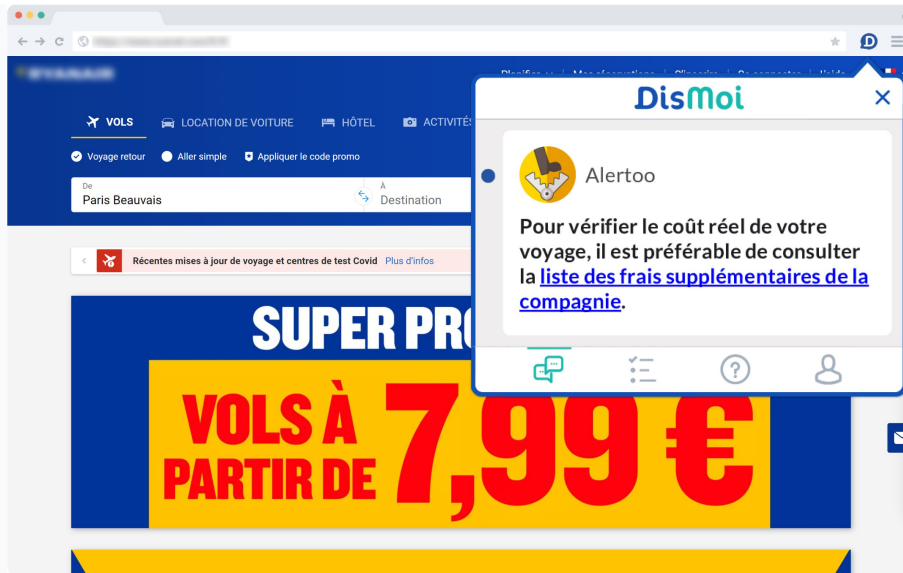 VOLS
LOCATION DE VOITURE
HÔTEL
ACTIVITÉS
Voyage retour
Aller simple
Appliquer le code promo
De
À
Paris Beauvais
Destination
Récentes mises à jour de voyage et centres de test Covid Plus d'infos
SUPER PRO
VOLS À
PARTIR DE
7,99 €
DisMoi
Alertoo
Pour vérifier le coût réel de votre
voyage, il est préférable de consulter
la liste des frais supplémentaires de la
compagnie.